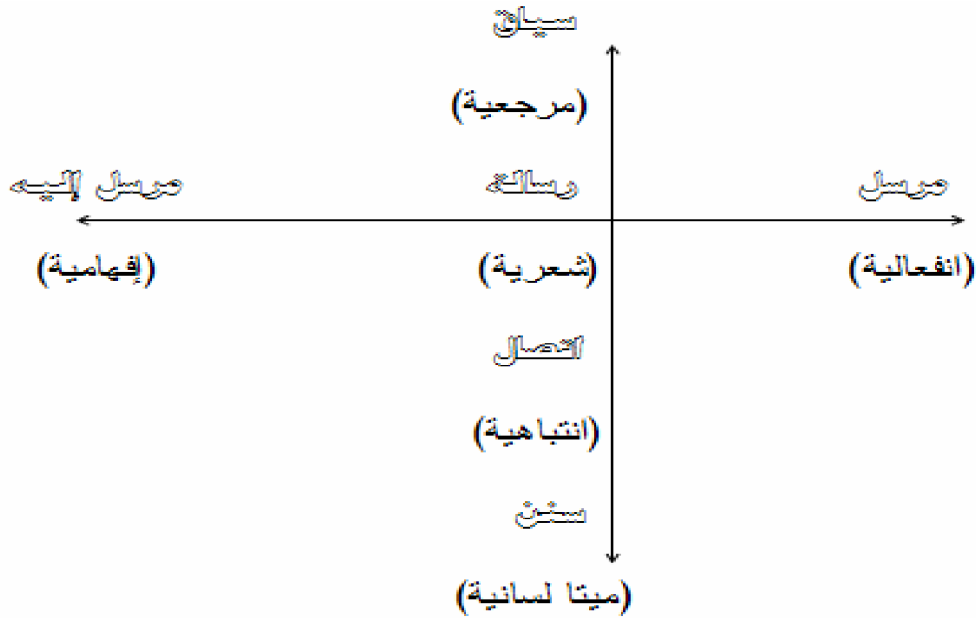 سياق
(مرجعية)
مرسل رسالة مرسل إليه
(انفعالية) (شعرية) (إفهامية)
اتصال
(انتباهية)
سنن
(ميتا لسانية)